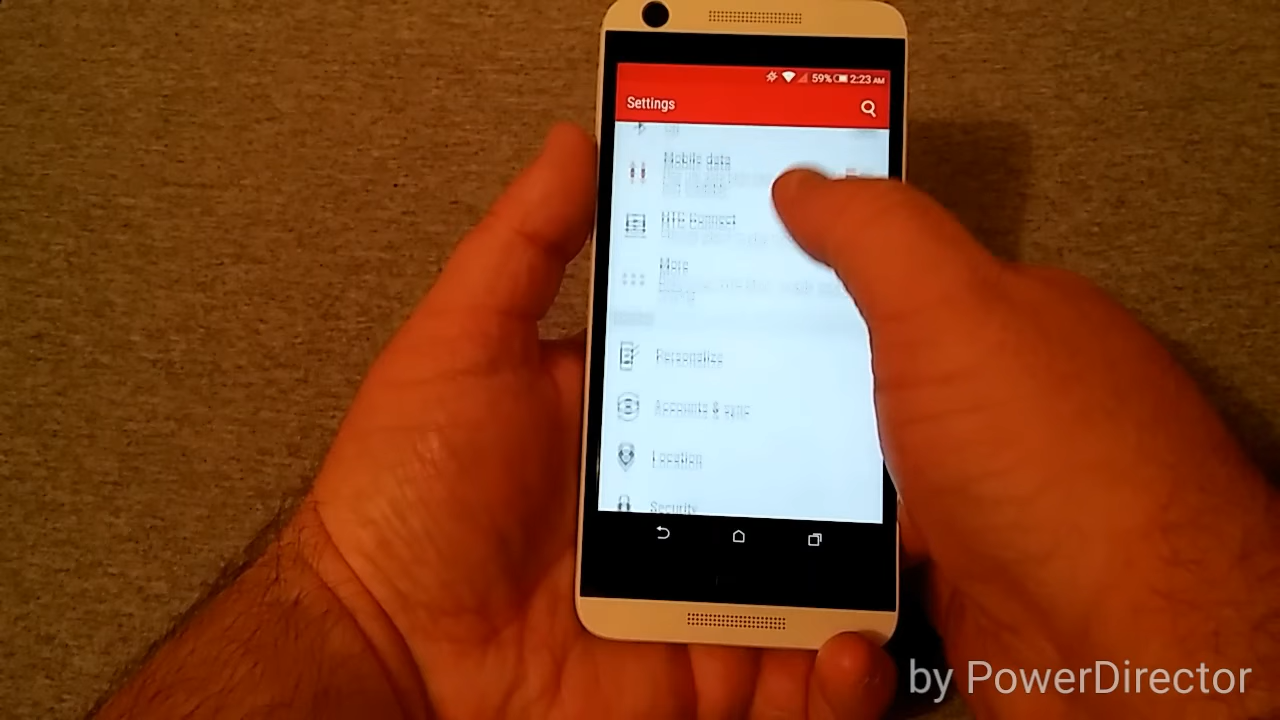 59% 2:23 AM
Settings
Mobile data
HTC Connect
More
Personalize
Accounts & sync
Location
Security
by PowerDirector